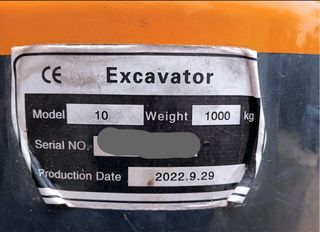 CE Excavator
Model 10 Weight 1000 kg
Serial NO.
Production Date 2022.9.29